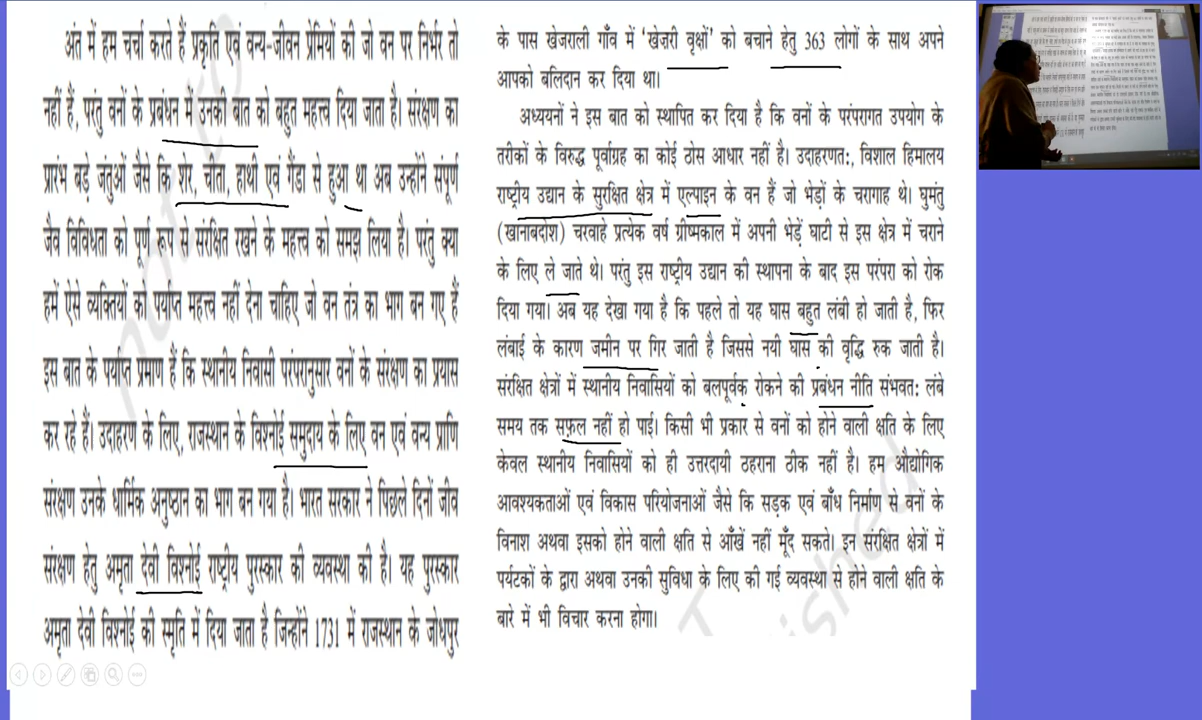 अंत में हम चर्चा करते हैं प्रकृति एवं वन्य-जीवन प्रेमियों की जो वन पर निर्भर तो
नहीं हैं, परंतु वनों के प्रबंधन में उनकी बात को बहुत महत्त्व दिया जाता है। संरक्षण का
प्रारंभ बड़े जंतुओं जैसे कि शेर, चीता, हाथी एवं गैंडा से हुआ था अब उन्होंने संपूर्ण
जैव विविधता को पूर्ण रूप से संरक्षित रखने के महत्त्व को समझ लिया है। परंतु क्या
हमें ऐसे व्यक्तियों को पर्याप्त महत्त्व नहीं देना चाहिए जो वन तंत्र का भाग बन गए हैं
इस बात के पर्याप्त प्रमाण हैं कि स्थानीय निवासी परंपरानुसार वनों के संरक्षण का प्रयास
कर रहे हैं। उदाहरण के लिए, राजस्थान के विश्नोई समुदाय के लिए वन एवं वन्य प्राणि
संरक्षण उनके धार्मिक अनुष्ठान का भाग बन गया है। भारत सरकार ने पिछले दिनों जीव
संरक्षण हेतु अमृता देवी विश्नोई राष्ट्रीय पुरस्कार की व्यवस्था की है। यह पुरस्कार
अमृता देवी विश्नोई की स्मृति में दिया जाता है जिन्होंने 1731 में राजस्थान के जोधपुर
के पास खेजराली गाँव में ‘खेजरी वृक्षों’ को बचाने हेतु 363 लोगों के साथ अपने
आपको बलिदान कर दिया था।
अध्ययनों ने इस बात को स्थापित कर दिया है कि वनों के परंपरागत उपयोग के
तरीकों के विरुद्ध पूर्वाग्रह का कोई ठोस आधार नहीं है। उदाहरणत:, विशाल हिमालय
राष्ट्रीय उद्यान के सुरक्षित क्षेत्र में एल्पाइन के वन हैं जो भेड़ों के चरागाह थे। घुमंतु
(खानाबदोश) चरवाहे प्रत्येक वर्ष ग्रीष्मकाल में अपनी भेड़ें घाटी से इस क्षेत्र में चराने
के लिए ले जाते थे। परंतु इस राष्ट्रीय उद्यान की स्थापना के बाद इस परंपरा को रोक
दिया गया। अब यह देखा गया है कि पहले तो यह घास बहुत लंबी हो जाती है, फिर
लंबाई के कारण जमीन पर गिर जाती है जिससे नयी घास की वृद्धि रुक जाती है।
संरक्षित क्षेत्रों में स्थानीय निवासियों को बलपूर्वक रोकने की प्रबंधन नीति संभवत: लंबे
समय तक सफ़ल नहीं हो पाई। किसी भी प्रकार से वनों को होने वाली क्षति के लिए
केवल स्थानीय निवासियों को ही उत्तरदायी ठहराना ठीक नहीं है। हम औद्योगिक
आवश्यकताओं एवं विकास परियोजनाओं जैसे कि सड़क एवं बाँध निर्माण से वनों के
विनाश अथवा इसको होने वाली क्षति से आँखें नहीं मूँद सकते। इन संरक्षित क्षेत्रों में
पर्यटकों के द्वारा अथवा उनकी सुविधा के लिए की गई व्यवस्था से होने वाली क्षति के
बारे में भी विचार करना होगा।